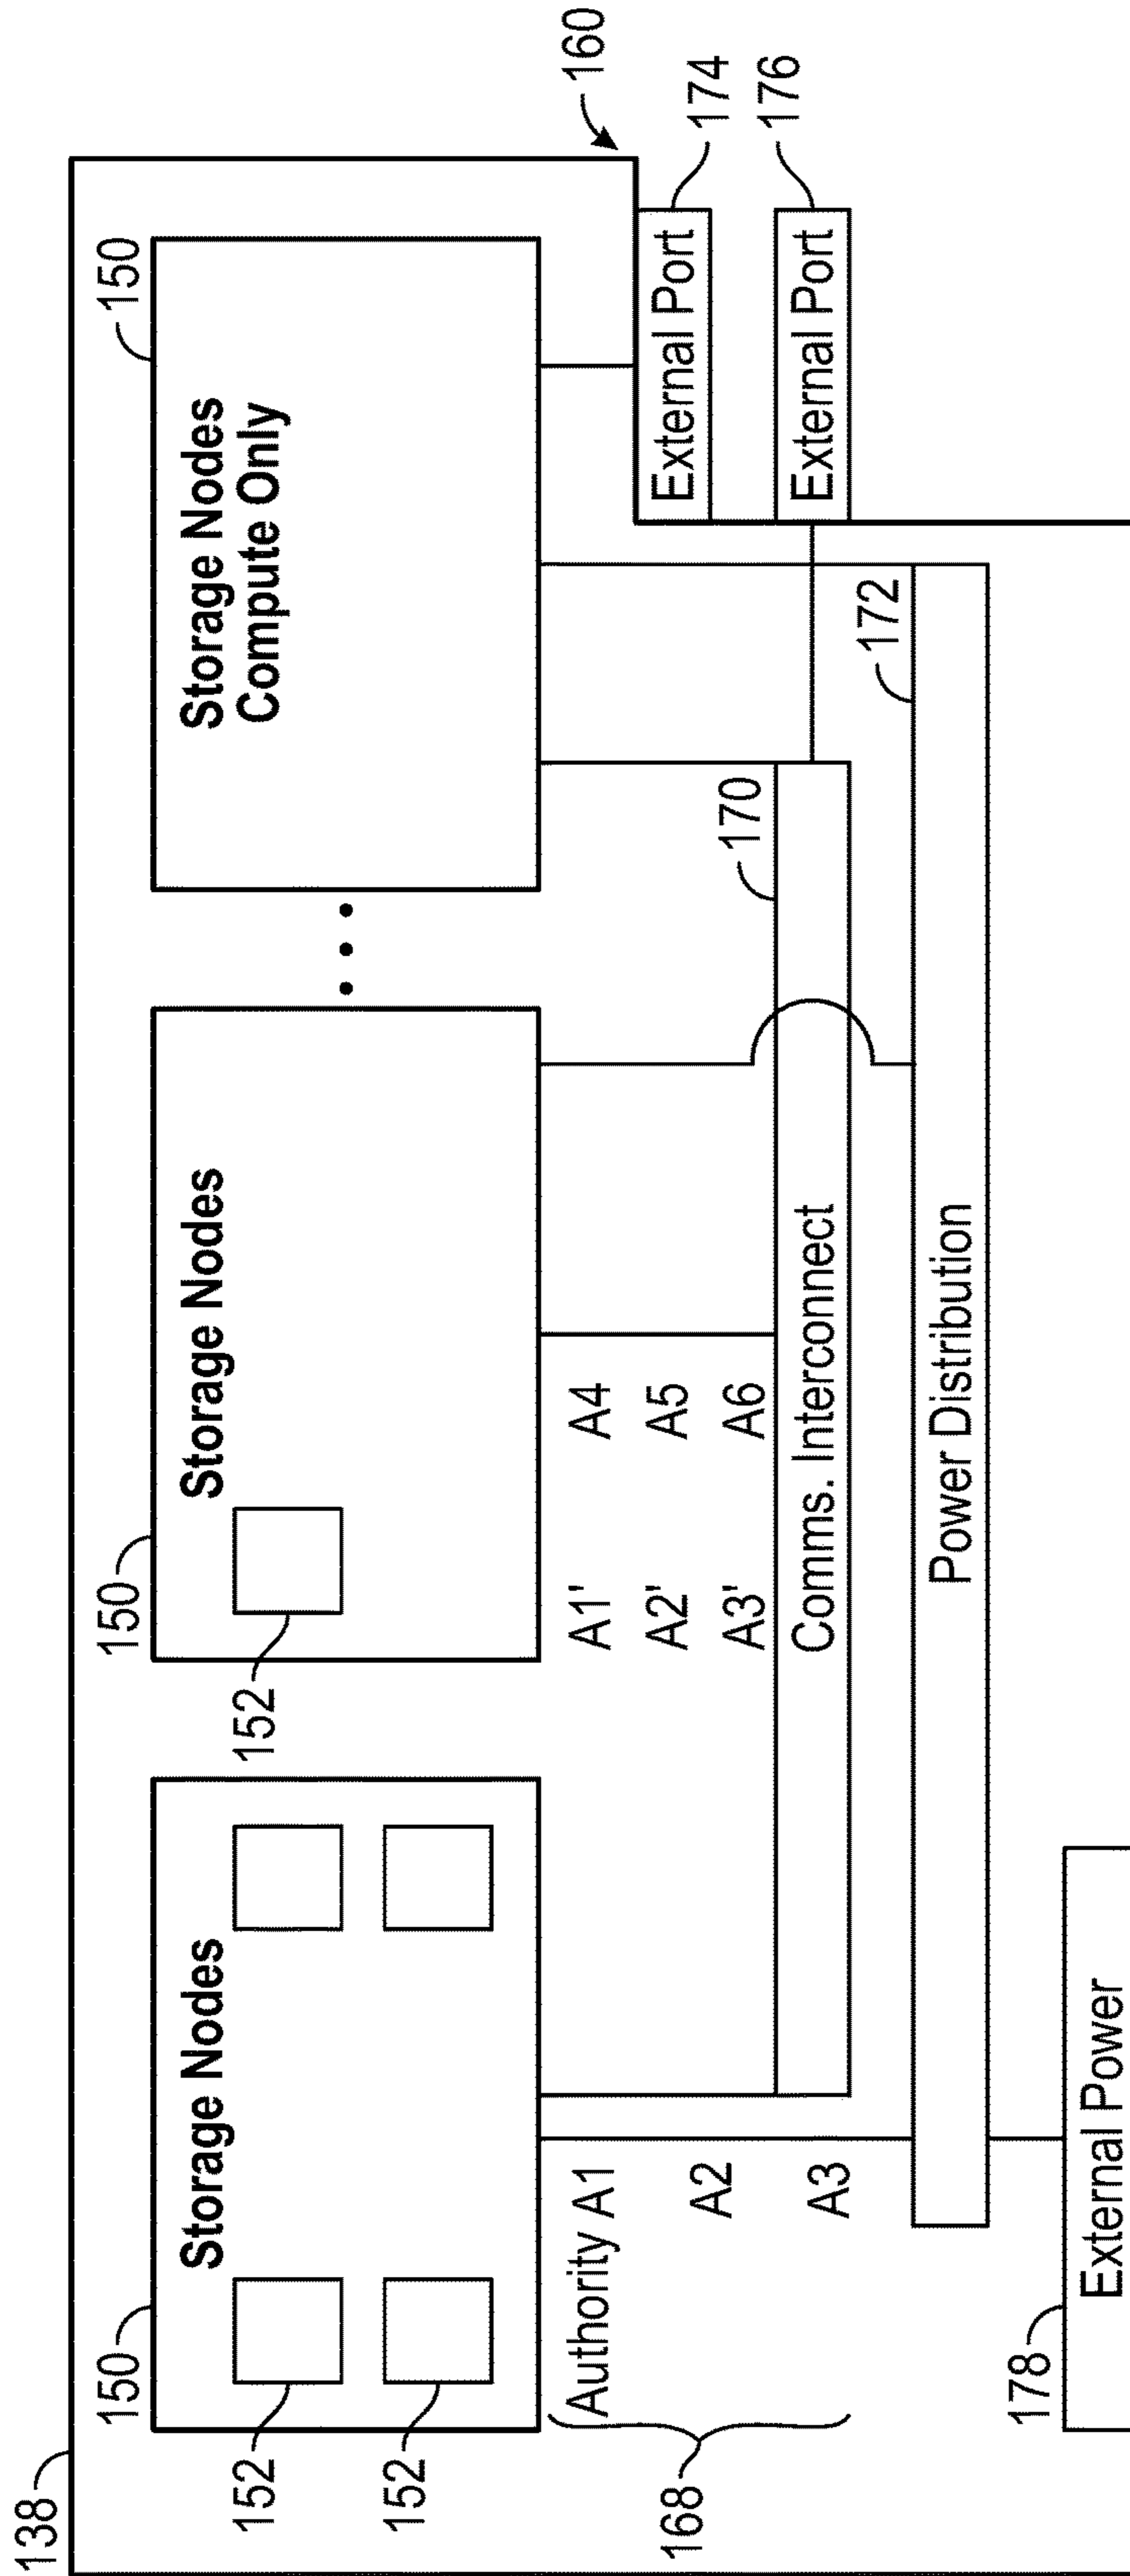 138
160
150
150
150
Storage Nodes
Storage Nodes
Storage Nodes
Compute Only
152
152
152
168
Authority A1
A2
A3
A1'
A2'
A3'
A4
A5
A6
170
Comms. Interconnect
External Port
174
External Port
176
172
Power Distribution
178
External Power